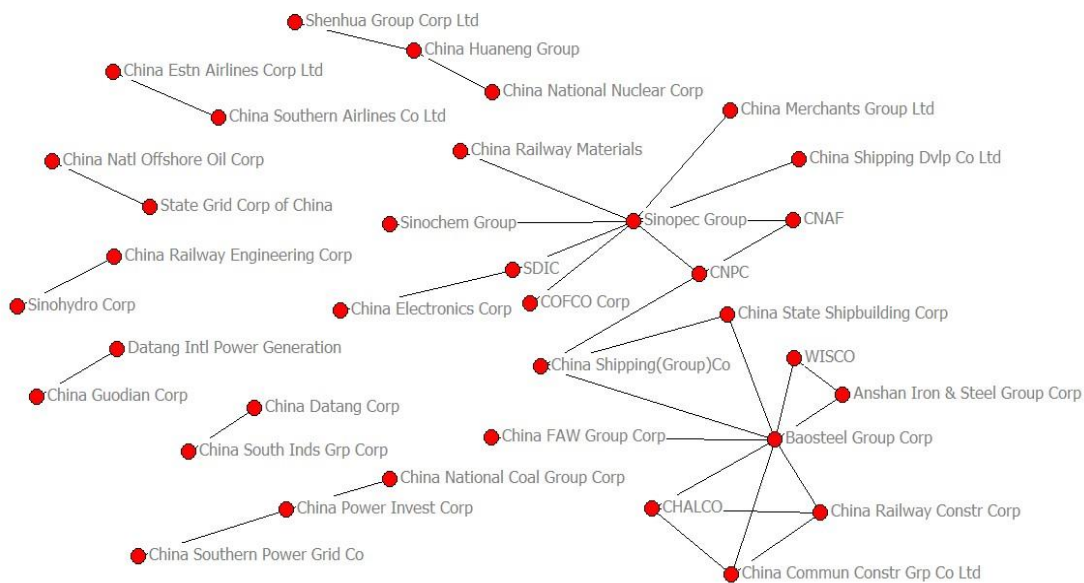 Shenhua Group Corp Ltd
China Huaneng Group
China Estn Airlines Corp Ltd
China National Nuclear Corp
China Merchants Group Ltd
China Southern Airlines Co Ltd
China Railway Materials
China Shipping Dvlp Co Ltd
China Natl Offshore Oil Corp
State Grid Corp of China
Sinochem Group
Sinopec Group
CNAF
China Railway Engineering Corp
SDIC
CNPC
Sinohydro Corp
China Electronics Corp
COFCO Corp
China State Shipbuilding Corp
Datang Intl Power Generation
WISCO
China Shipping(Group)Co
China Guodian Corp
Anshan Iron & Steel Group Corp
China Datang Corp
China FAW Group Corp
Baosteel Group Corp
China South Inds Grp Corp
China National Coal Group Corp
China Power Invest Corp
CHALCO
China Railway Constr Corp
China Southern Power Grid Co
China Commun Constr Grp Co Ltd